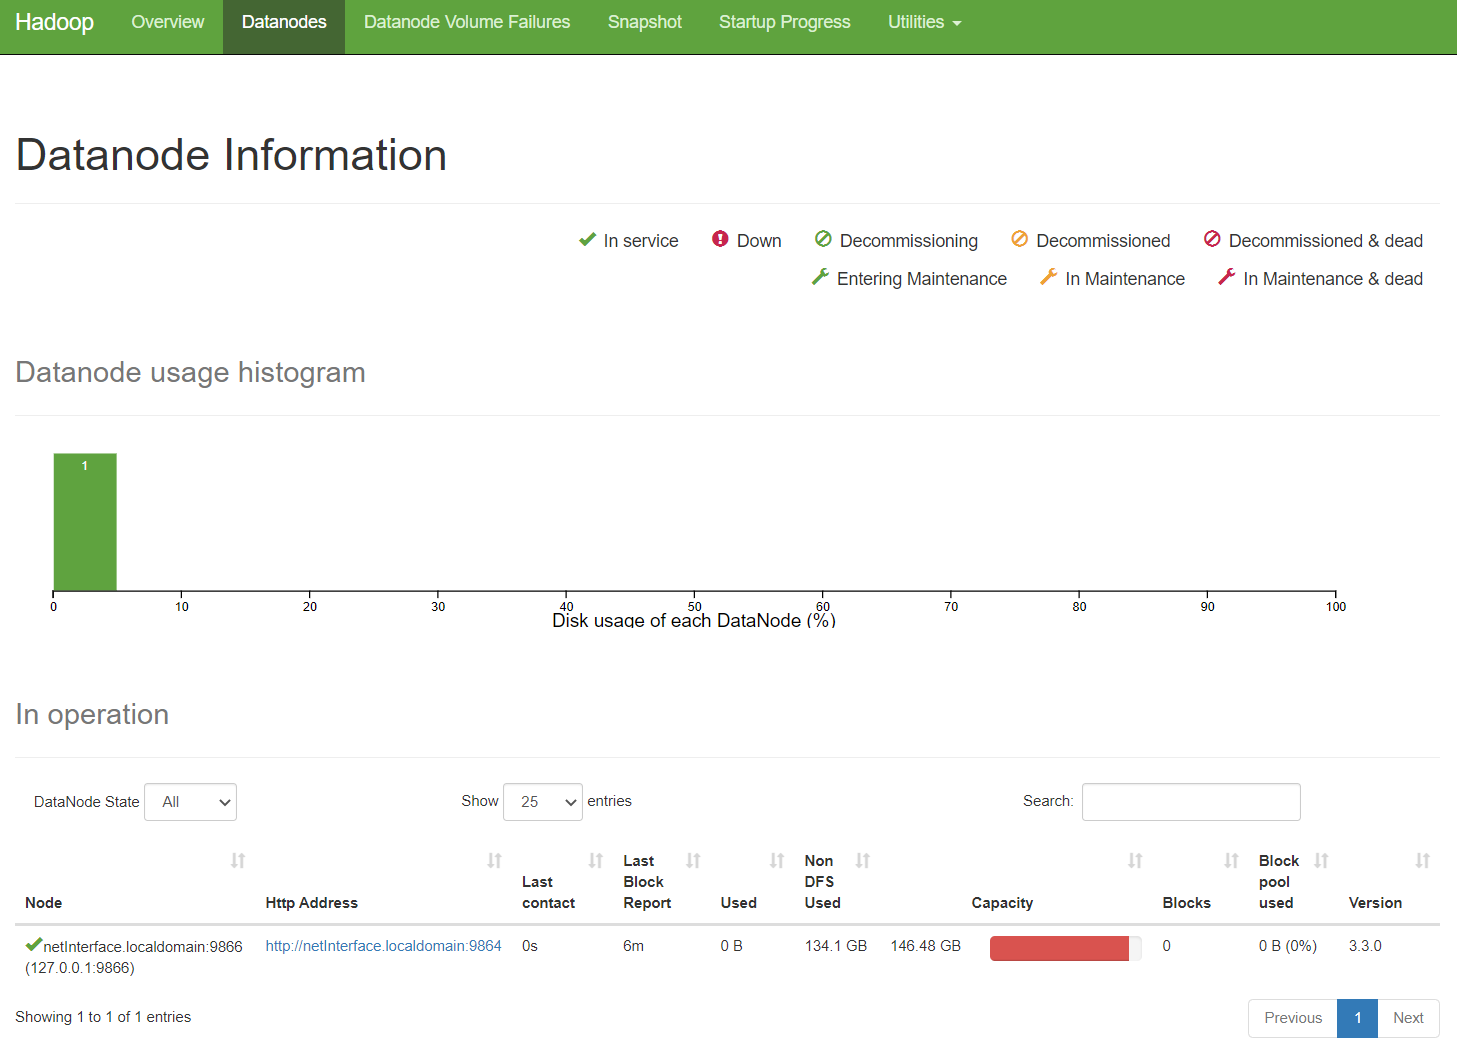 Hadoop Overview Datanodes Datanode Volume Failures Snapshot Startup Progress Utilities
Datanode Information
In service Down Decommissioning Decommissioned Decommissioned & dead
Entering Maintenance In Maintenance In Maintenance & dead
Datanode usage histogram
1
0 10 20 30 40 50 60 70 80 90 100
Disk usage of each DataNode (%)
In operation
DataNode State All Show 25 entries Search:
Node Http Address Last contact Last Block Report Used Non DFS Used Capacity Blocks Block pool used Version
netInterface.localdomain:9866 http://netInterface.localdomain:9864 0s 6m 0 B 134.1 GB 146.48 GB 0 0 B (0%) 3.3.0
(127.0.0.1:9866)
Showing 1 to 1 of 1 entries Previous 1 Next